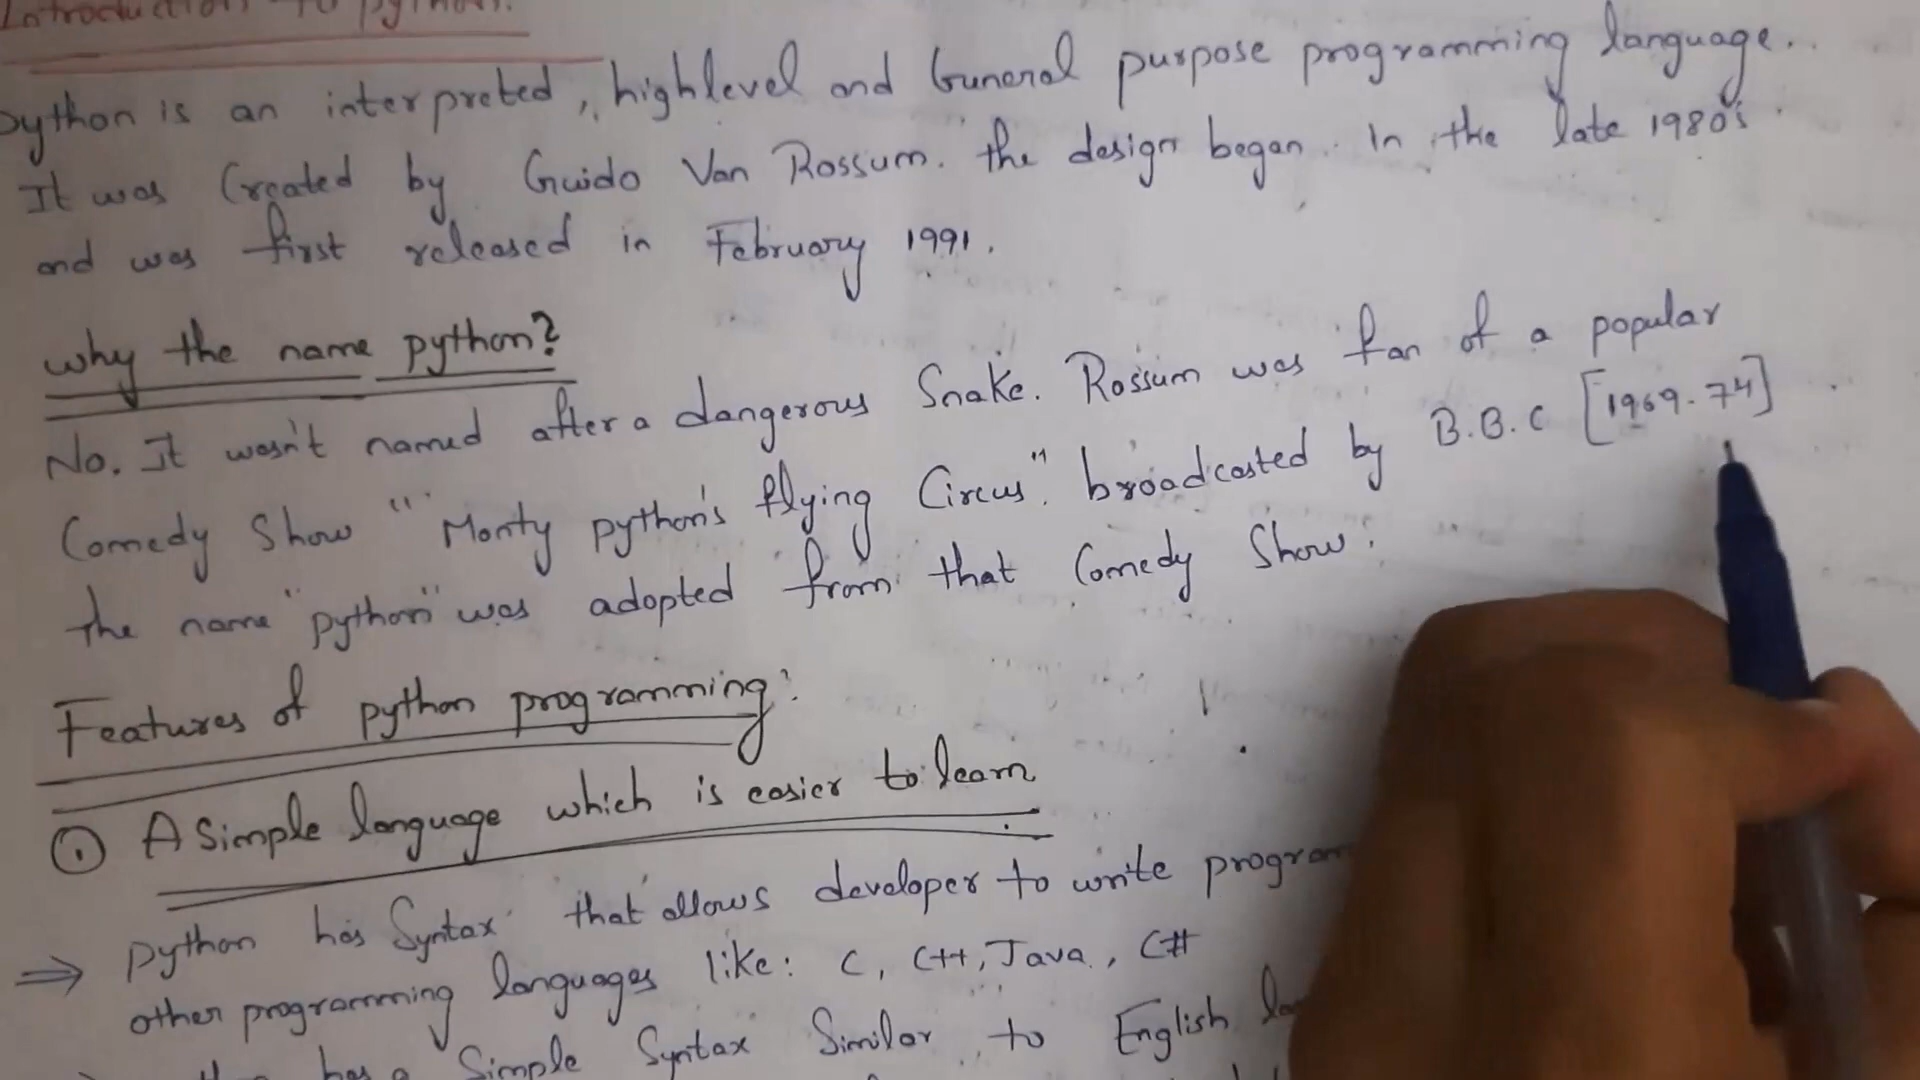 Introduction to python.
python is an interpreted, highlevel and General purpose programming language.
It was Created by Guido Van Rossum. the design began In the late 1980's
and was first released in February 1991.
why the name python?
No. It wasn't named after a dangerous Snake. Rossum was fan of a popular
Comedy Show "Monty python's flying Circus". broadcasted by B.B.C [1969-74]
the name "python" was adopted from that Comedy Show.
Features of python programming:
① A Simple language which is easier to learn
⇒ python has Syntax that allows developer to write
other programming languages like: C, C++, Java, C#
has a Simple Syntax Similar to English